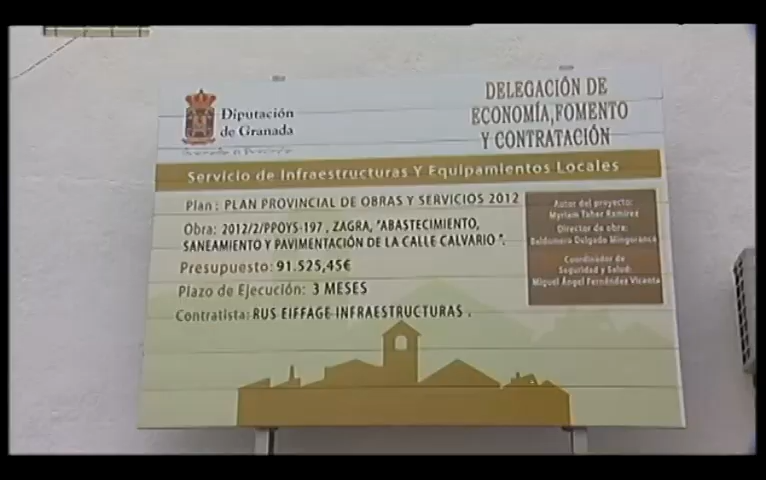 Diputación
de Granada
DELEGACIÓN DE
ECONOMÍA, FOMENTO
Y CONTRATACIÓN
Servicio de Infraestructuras Y Equipamientos Locales
Plan: PLAN PROVINCIAL DE OBRAS Y SERVICIOS 2012
Obra: 2012/2/PPOYS-197 , ZAGRA, "ABASTECIMIENTO,
SANEAMIENTO Y PAVIMENTACIÓN DE LA CALLE CALVARIO ".
Presupuesto: 91.525,45€
Plazo de Ejecución: 3 MESES
Contratista: RUS EIFFAGE INFRAESTRUCTURAS .
Autor del proyecto:
Myriam Taher Ramírez
Director de obra:
Baldomero Delgado Mingorance
Coordinador de
Seguridad y Salud:
Miguel Ángel Fernández Vicente